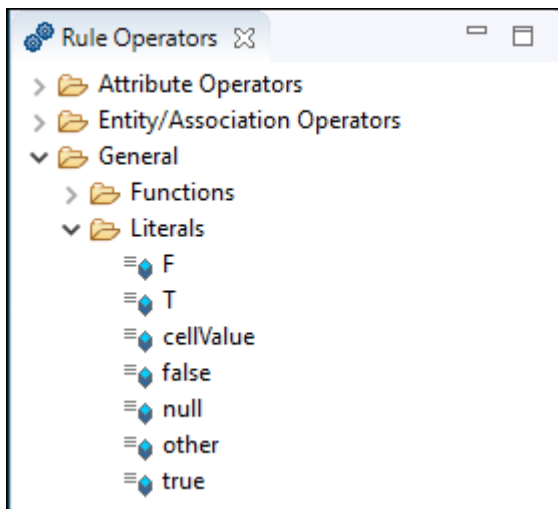 Rule Operators
Attribute Operators
Entity/Association Operators
General
Functions
Literals
F
T
cellValue
false
null
other
true